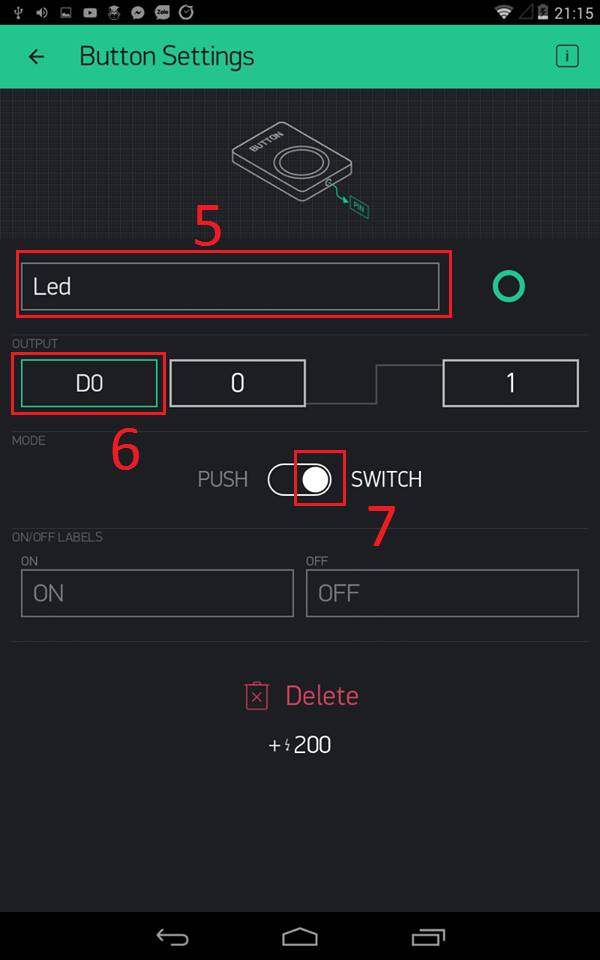 Zalo
21:15
Button Settings
i
BUTTON
PIN
5
Led
OUTPUT
D0 0 1
6
MODE
PUSH SWITCH
7
ON/OFF LABELS
ON OFF
ON OFF
Delete
+200